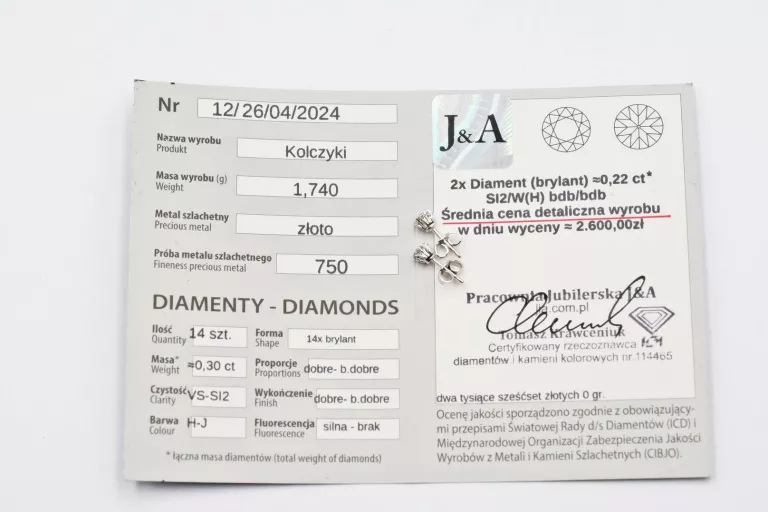 Nr 12/26/04/2024
Nazwa wyrobu
Produkt
Kolczyki
Masa wyrobu (g)
Weight
1,740
Metal szlachetny
Precious metal
złoto
Próba metalu szlachetnego
Fineness precious metal
750
DIAMENTY - DIAMONDS
Ilość
Quantity
14 szt.
Forma
Shape
14x brylant
Masa*
Weight
≈0,30 ct
Proporcje
Proportions
dobre- b.dobre
Czystość
Clarity
VS-SI2
Wykończenie
Finish
dobre- b.dobre
Barwa
Colour
H-J
Fluorescencja
Fluorescence
silna - brak
* łączna masa diamentów (total weight of diamonds)
J&A
2x Diament (brylant) ≈0,22 ct*
SI2/W(H) bdb/bdb
Średnia cena detaliczna wyrobu
w dniu wyceny ≈ 2.600,00zł
Pracownia Jubilerska J&A
Tomasz Krawceniuk
Certyfikowany rzeczoznawca
diamentów i kamieni kolorowych nr 114465
dwa tysiące sześćset złotych 0 gr.
Ocenę jakości sporządzono zgodnie z obowiązujący-
mi przepisami Światowej Rady d/s Diamentów (ICD) i
Międzynarodowej Organizacji Zabezpieczenia Jakości
Wyrobów z Metali i Kamieni Szlachetnych (CIBJO).